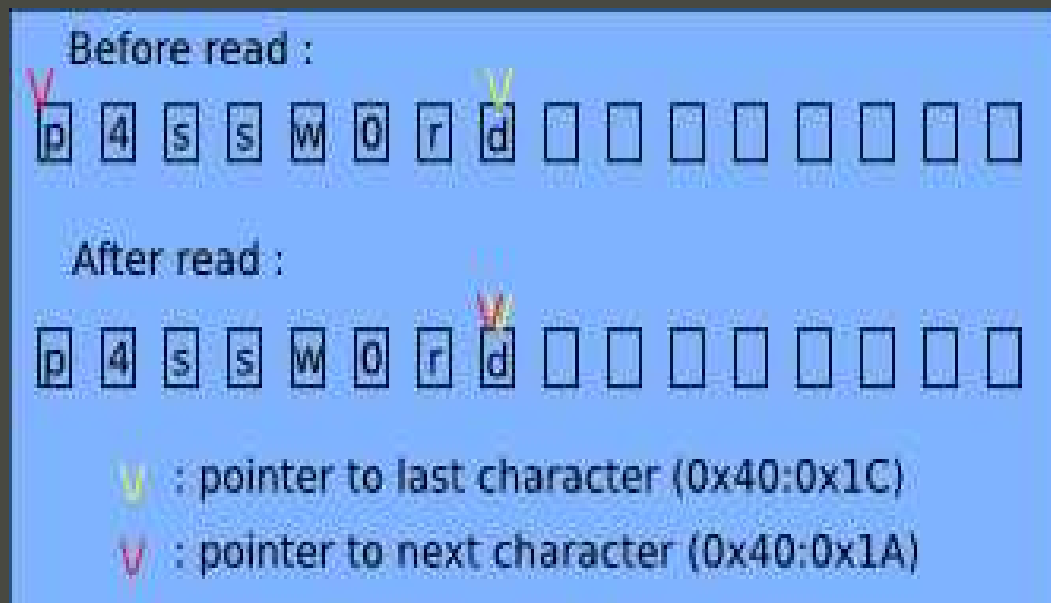 Before read :
p 4 s s w 0 r d
After read :
p 4 s s w 0 r d
v : pointer to last character (0x40:0x1C)
v : pointer to next character (0x40:0x1A)